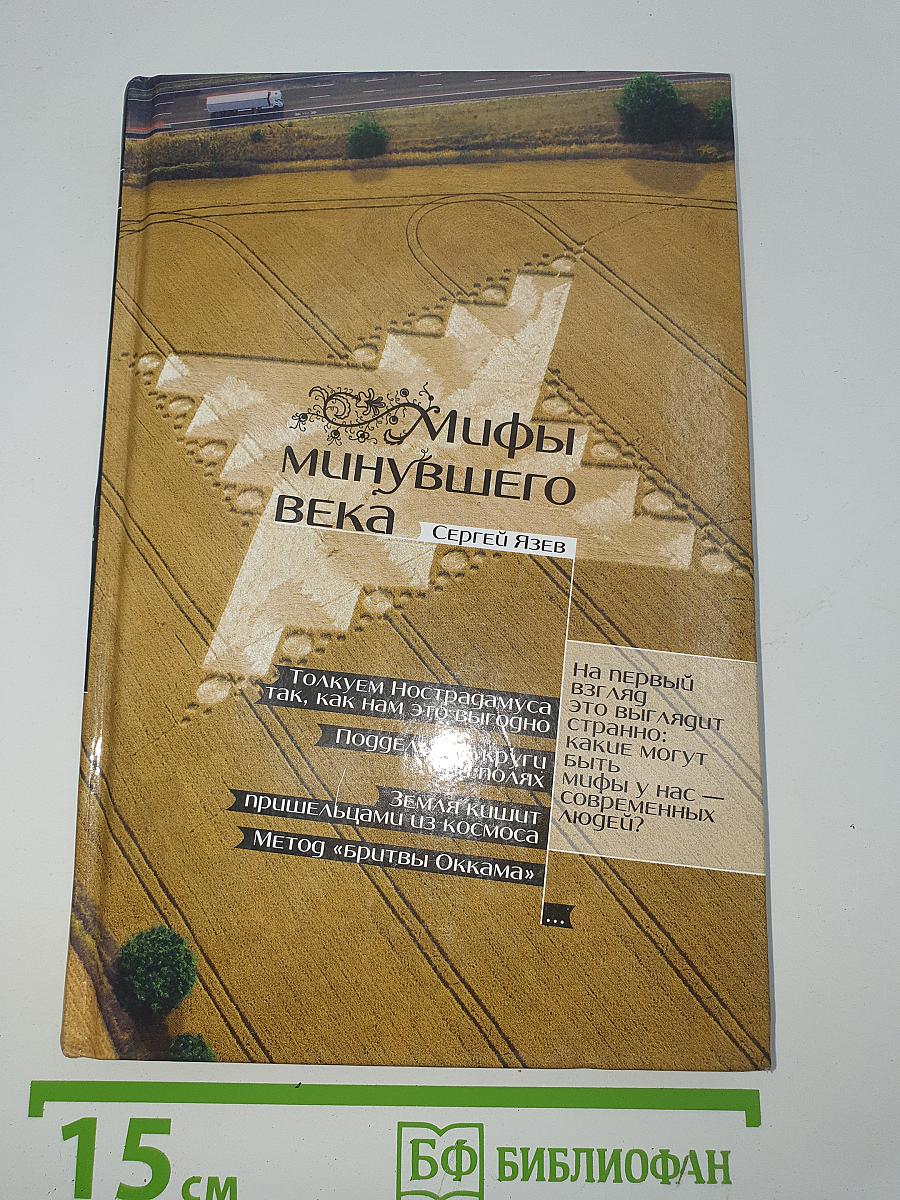 Мифы
минувшего
века
Сергей Язев
Толкуем Нострадамуса
так, как нам это выгодно
круги
полях
Земля кишит
пришельцами из космоса
Метод «бритвы Оккама»
...
На первый
взгляд
это выглядит
странно:
какие могут
быть
мифы у нас —
современных
людей?
15 см
БФ БИБЛИОФАН